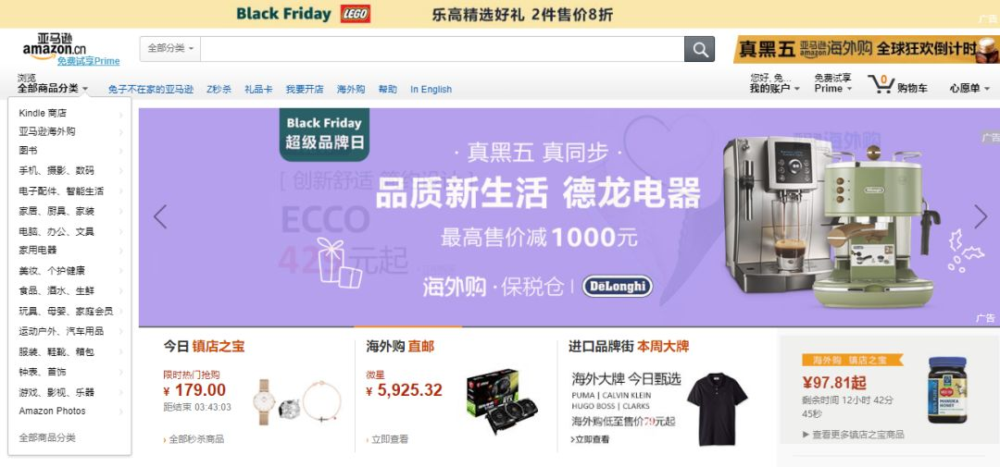 Black Friday LEGO 乐高精选好礼 2件售价8折
广告
亚马逊
amazon.cn
免费试享Prime
全部分类
真黑五 亚马逊海外购 全球狂欢倒计时
浏览
全部商品分类
兔子不在家的亚马逊 Z秒杀 礼品卡 我要开店 海外购 帮助 In English
您好, 兔...
我的账户
免费试享
Prime
0
购物车
心愿单
Kindle 商店
亚马逊海外购
图书
手机、摄影、数码
电子配件、智能生活
家居、厨具、家装
电脑、办公、文具
家用电器
美妆、个护健康
食品、酒水、生鲜
玩具、母婴、家庭会员
运动户外、汽车用品
服装、鞋靴、箱包
钟表、首饰
游戏、影视、乐器
Amazon Photos
全部商品分类
Black Friday
超级品牌日
· 真黑五 真同步 ·
品质新生活 德龙电器
最高售价减 1000元
海外购 · 保税仓 | DeLonghi
[ 创新舒适
ECCO
429元起
海外购
广告
广告
今日 镇店之宝
限时热门抢购
¥ 179.00
距结束 03:43:03
› 全部秒杀商品
海外购 直邮
微星
¥ 5,925.32
› 立即查看
进口品牌街 本周大牌
海外大牌 今日甄选
PUMA | CALVIN KLEIN
HUGO BOSS | CLARKS
海外购低至售价79元起
>立即查看
海外购 镇店之宝
¥97.81起
剩余时间 12小时 42分
45秒
▶ 查看更多镇店之宝商品
MANUKA
HONEY